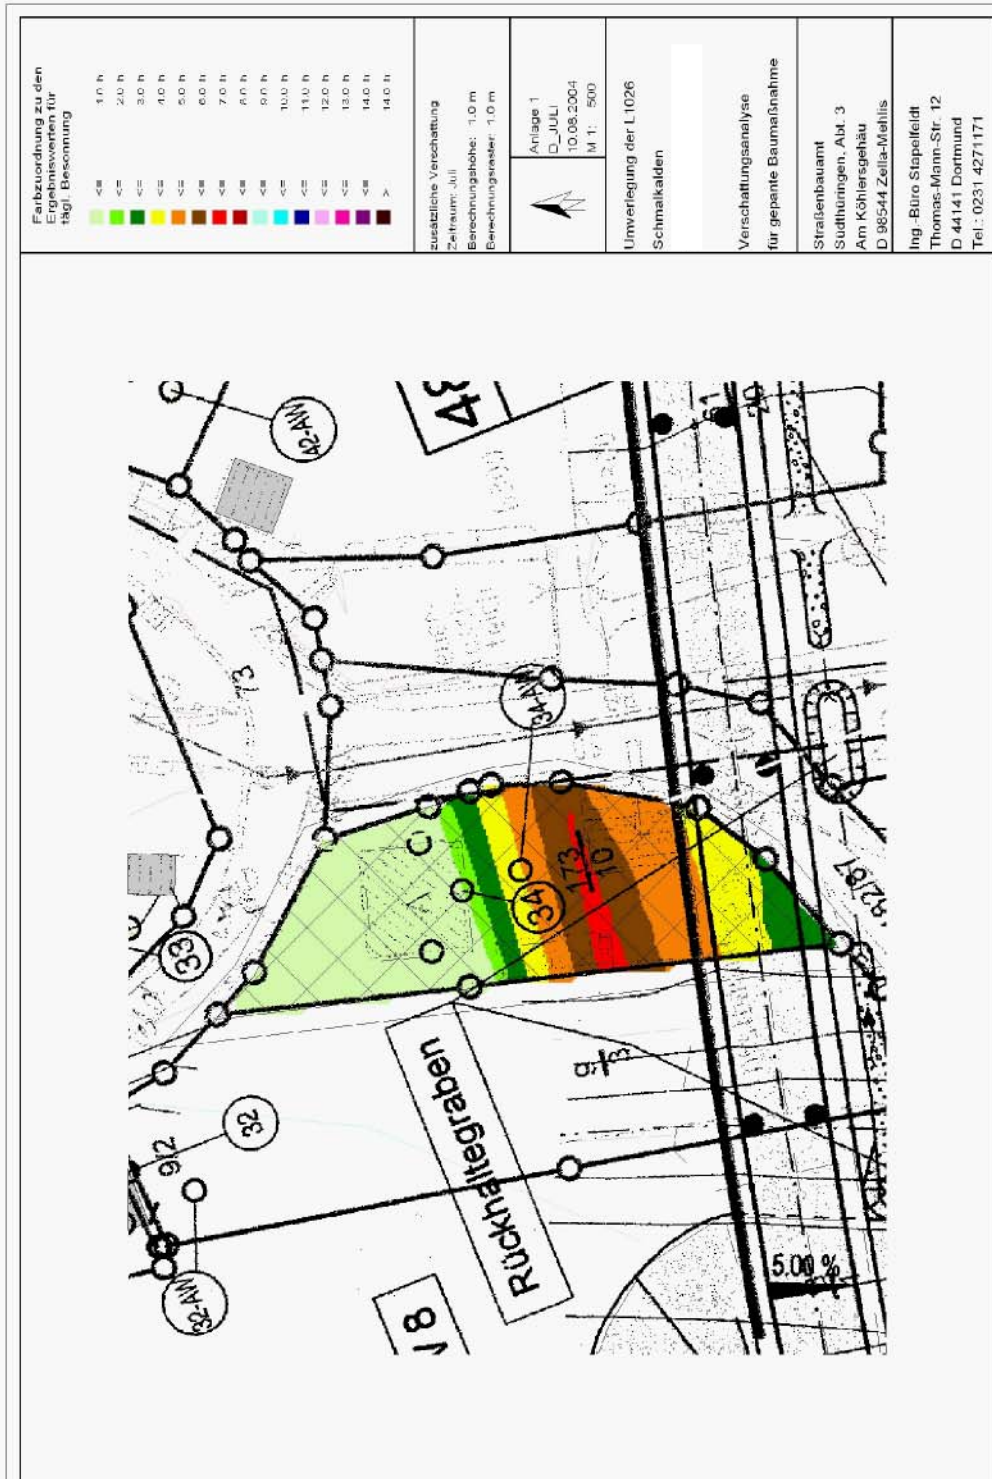 Farbzuordnung zu den
Ergebniswerten für
tägl. Besonnung
<= 1.0 h
<= 2.0 h
<= 3.0 h
<= 4.0 h
<= 5.0 h
<= 6.0 h
<= 7.0 h
<= 8.0 h
<= 9.0 h
<= 10.0 h
<= 11.0 h
<= 12.0 h
<= 13.0 h
<= 14.0 h
> 14.0 h
zusätzliche Verschattung
Zeitraum: Juli
Berechnungshöhe: 1.0 m
Berechnungsraster: 1.0 m
Anlage 1
D_JULI
10.08.2004
M 1: 500
Umverlegung der L1026
Schmalkalden
Verschattungsanalyse
für gepante Baumaßnahme
Straßenbauamt
Südthüringen, Abt. 3
Am Köhlersgehäu
D 98544 Zella-Mehlis
Ing.-Büro Stapelfeldt
Thomas-Mann-Str. 12
D 44141 Dortmund
Tel.: 0231 4271171
42-AW
48
73
34-AW
33
34
173
10
Rückhaltegraben
32
92
32-AW
5.00 %